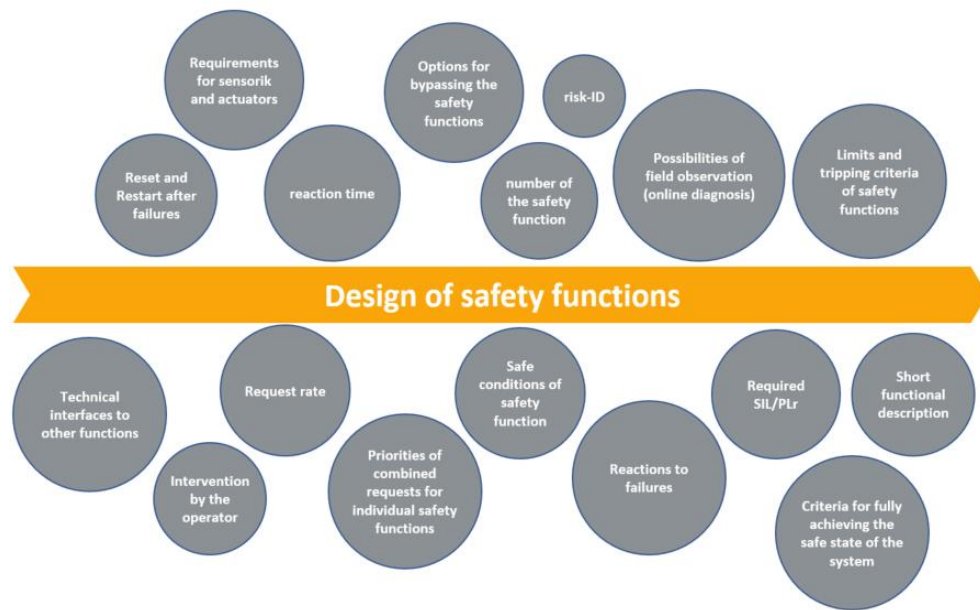 Requirements
for sensorik
and actuators
Options for
bypassing the
safety
functions
risk-ID
Reset and
Restart after
failures
reaction time
number of
the safety
function
Possibilities of
field observation
(online diagnosis)
Limits and
tripping criteria
of safety
functions
Design of safety functions
Technical
interfaces to
other functions
Request rate
Safe
conditions of
safety
function
Required
SIL/PLr
Short
functional
description
Intervention
by the
operator
Priorities of
combined
requests for
individual safety
functions
Reactions to
failures
Criteria for fully
achieving the
safe state of the
system